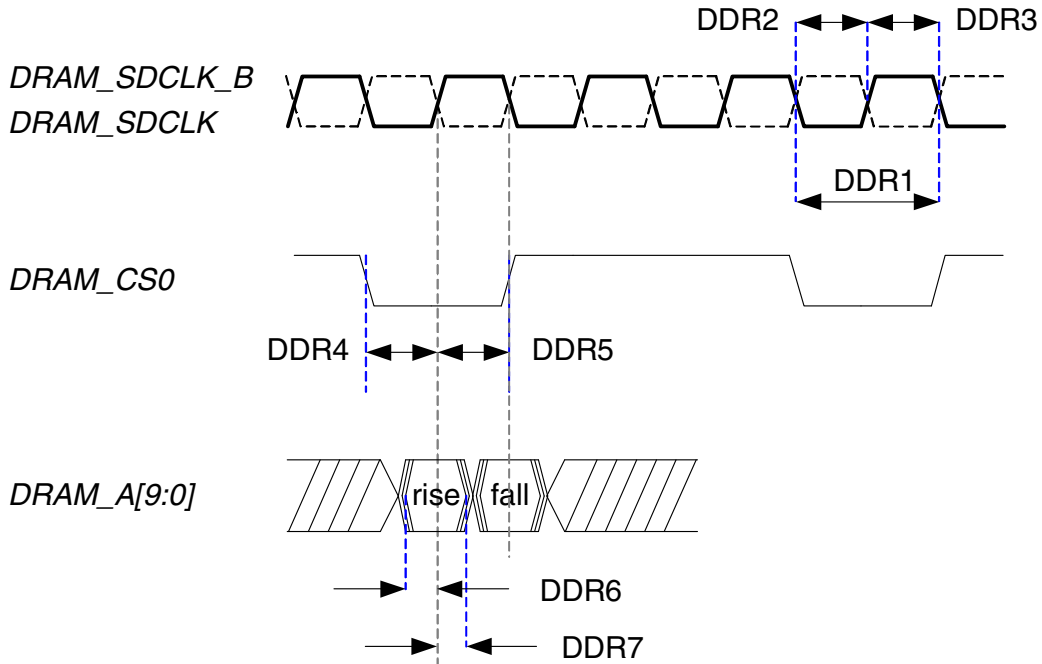 DDR2 DDR3
DRAM_SDCLK_B
DRAM_SDCLK
DDR1
DRAM_CS0
DDR4 DDR5
DRAM_A[9:0] rise fall
DDR6
DDR7